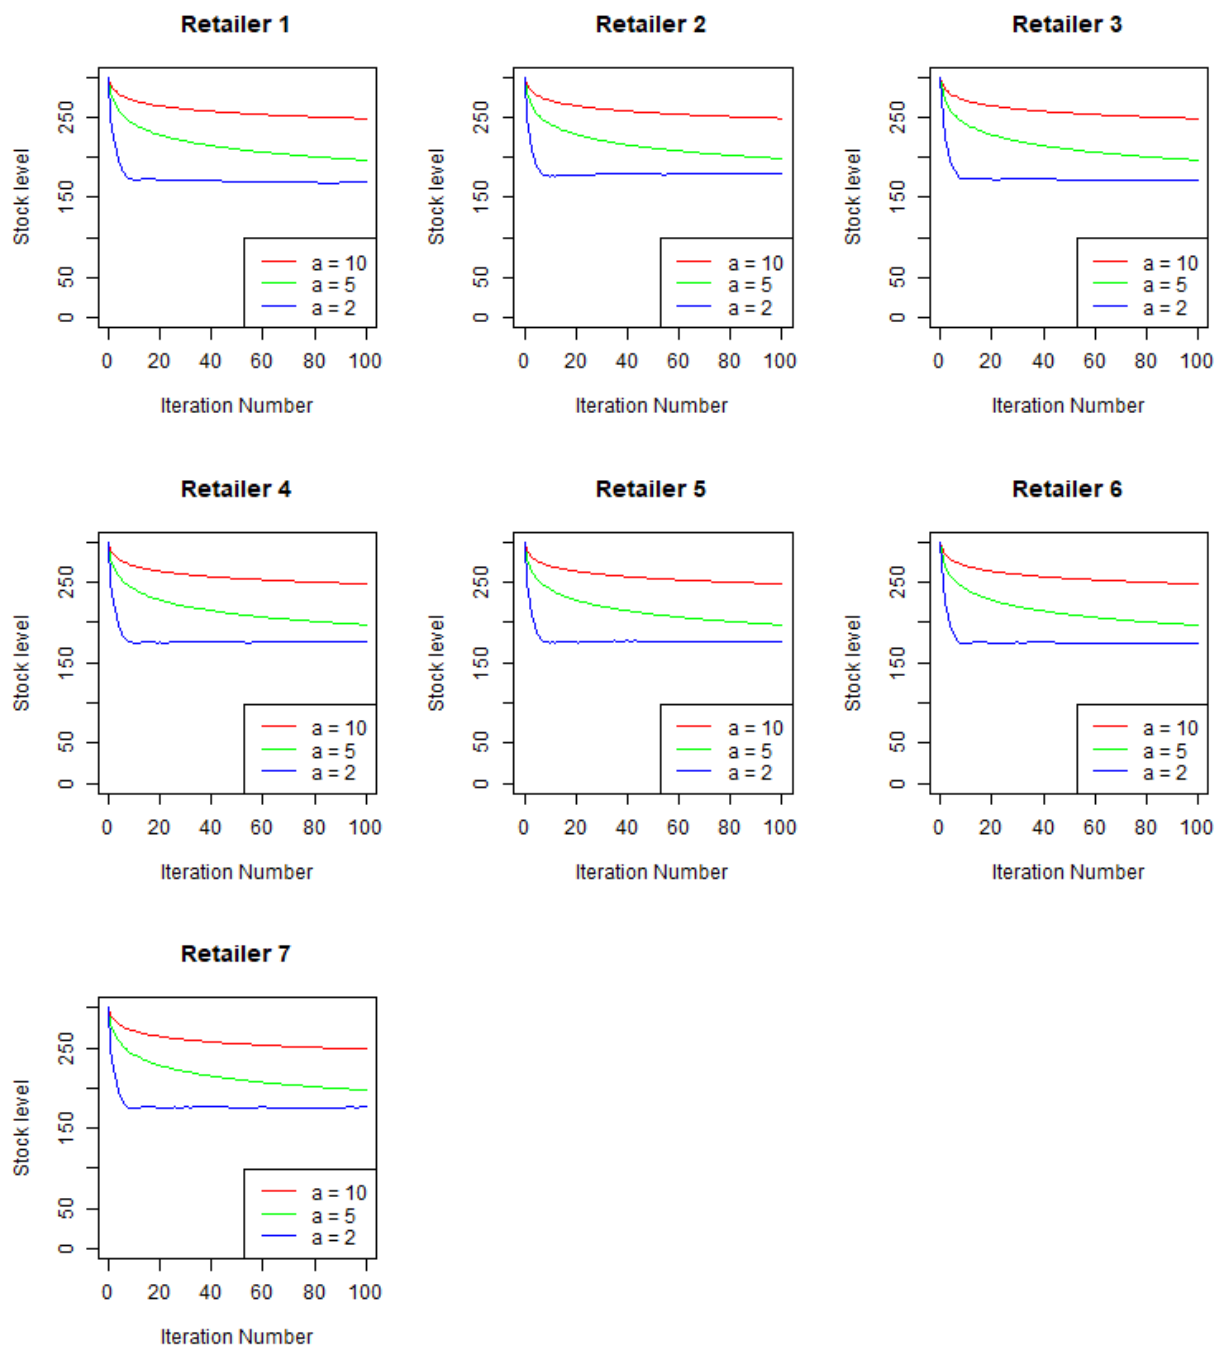 Retailer 1
Retailer 2
Retailer 3
Stock level
250
150
50
0
a = 10
a = 5
a = 2
0 20 40 60 80 100
Iteration Number
Stock level
250
150
50
0
a = 10
a = 5
a = 2
0 20 40 60 80 100
Iteration Number
Stock level
250
150
50
0
a = 10
a = 5
a = 2
0 20 40 60 80 100
Iteration Number
Retailer 4
Retailer 5
Retailer 6
Stock level
250
150
50
0
a = 10
a = 5
a = 2
0 20 40 60 80 100
Iteration Number
Stock level
250
150
50
0
a = 10
a = 5
a = 2
0 20 40 60 80 100
Iteration Number
Stock level
250
150
50
0
a = 10
a = 5
a = 2
0 20 40 60 80 100
Iteration Number
Retailer 7
Stock level
250
150
50
0
a = 10
a = 5
a = 2
0 20 40 60 80 100
Iteration Number